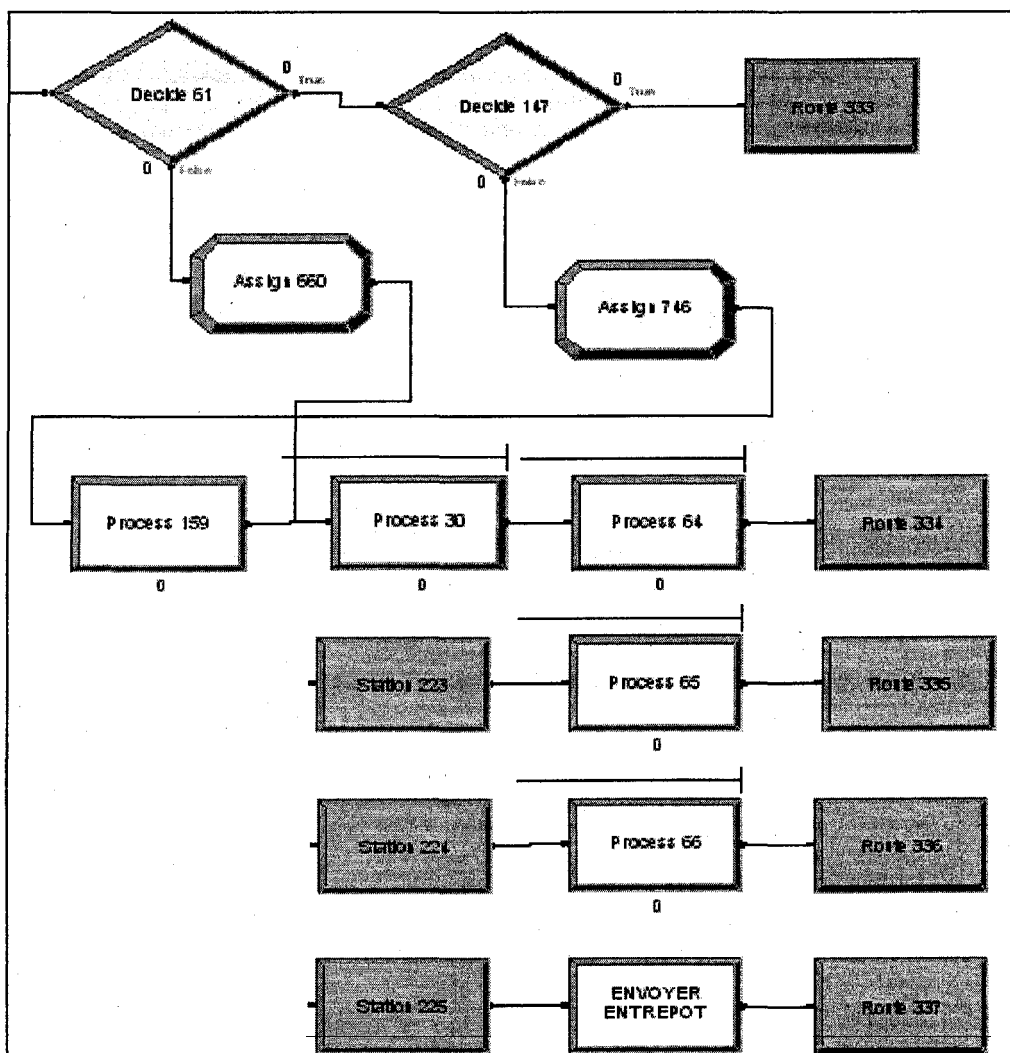 0
True
Decide 61
0
False
0
True
Decide 147
0
False
Route 333
Assign 660
Assign 746
Process 159
0
Process 30
0
Process 64
0
Route 334
Station 223
Process 65
0
Route 335
Station 224
Process 66
0
Route 336
Station 225
ENVOYER
ENTREPOT
Route 337